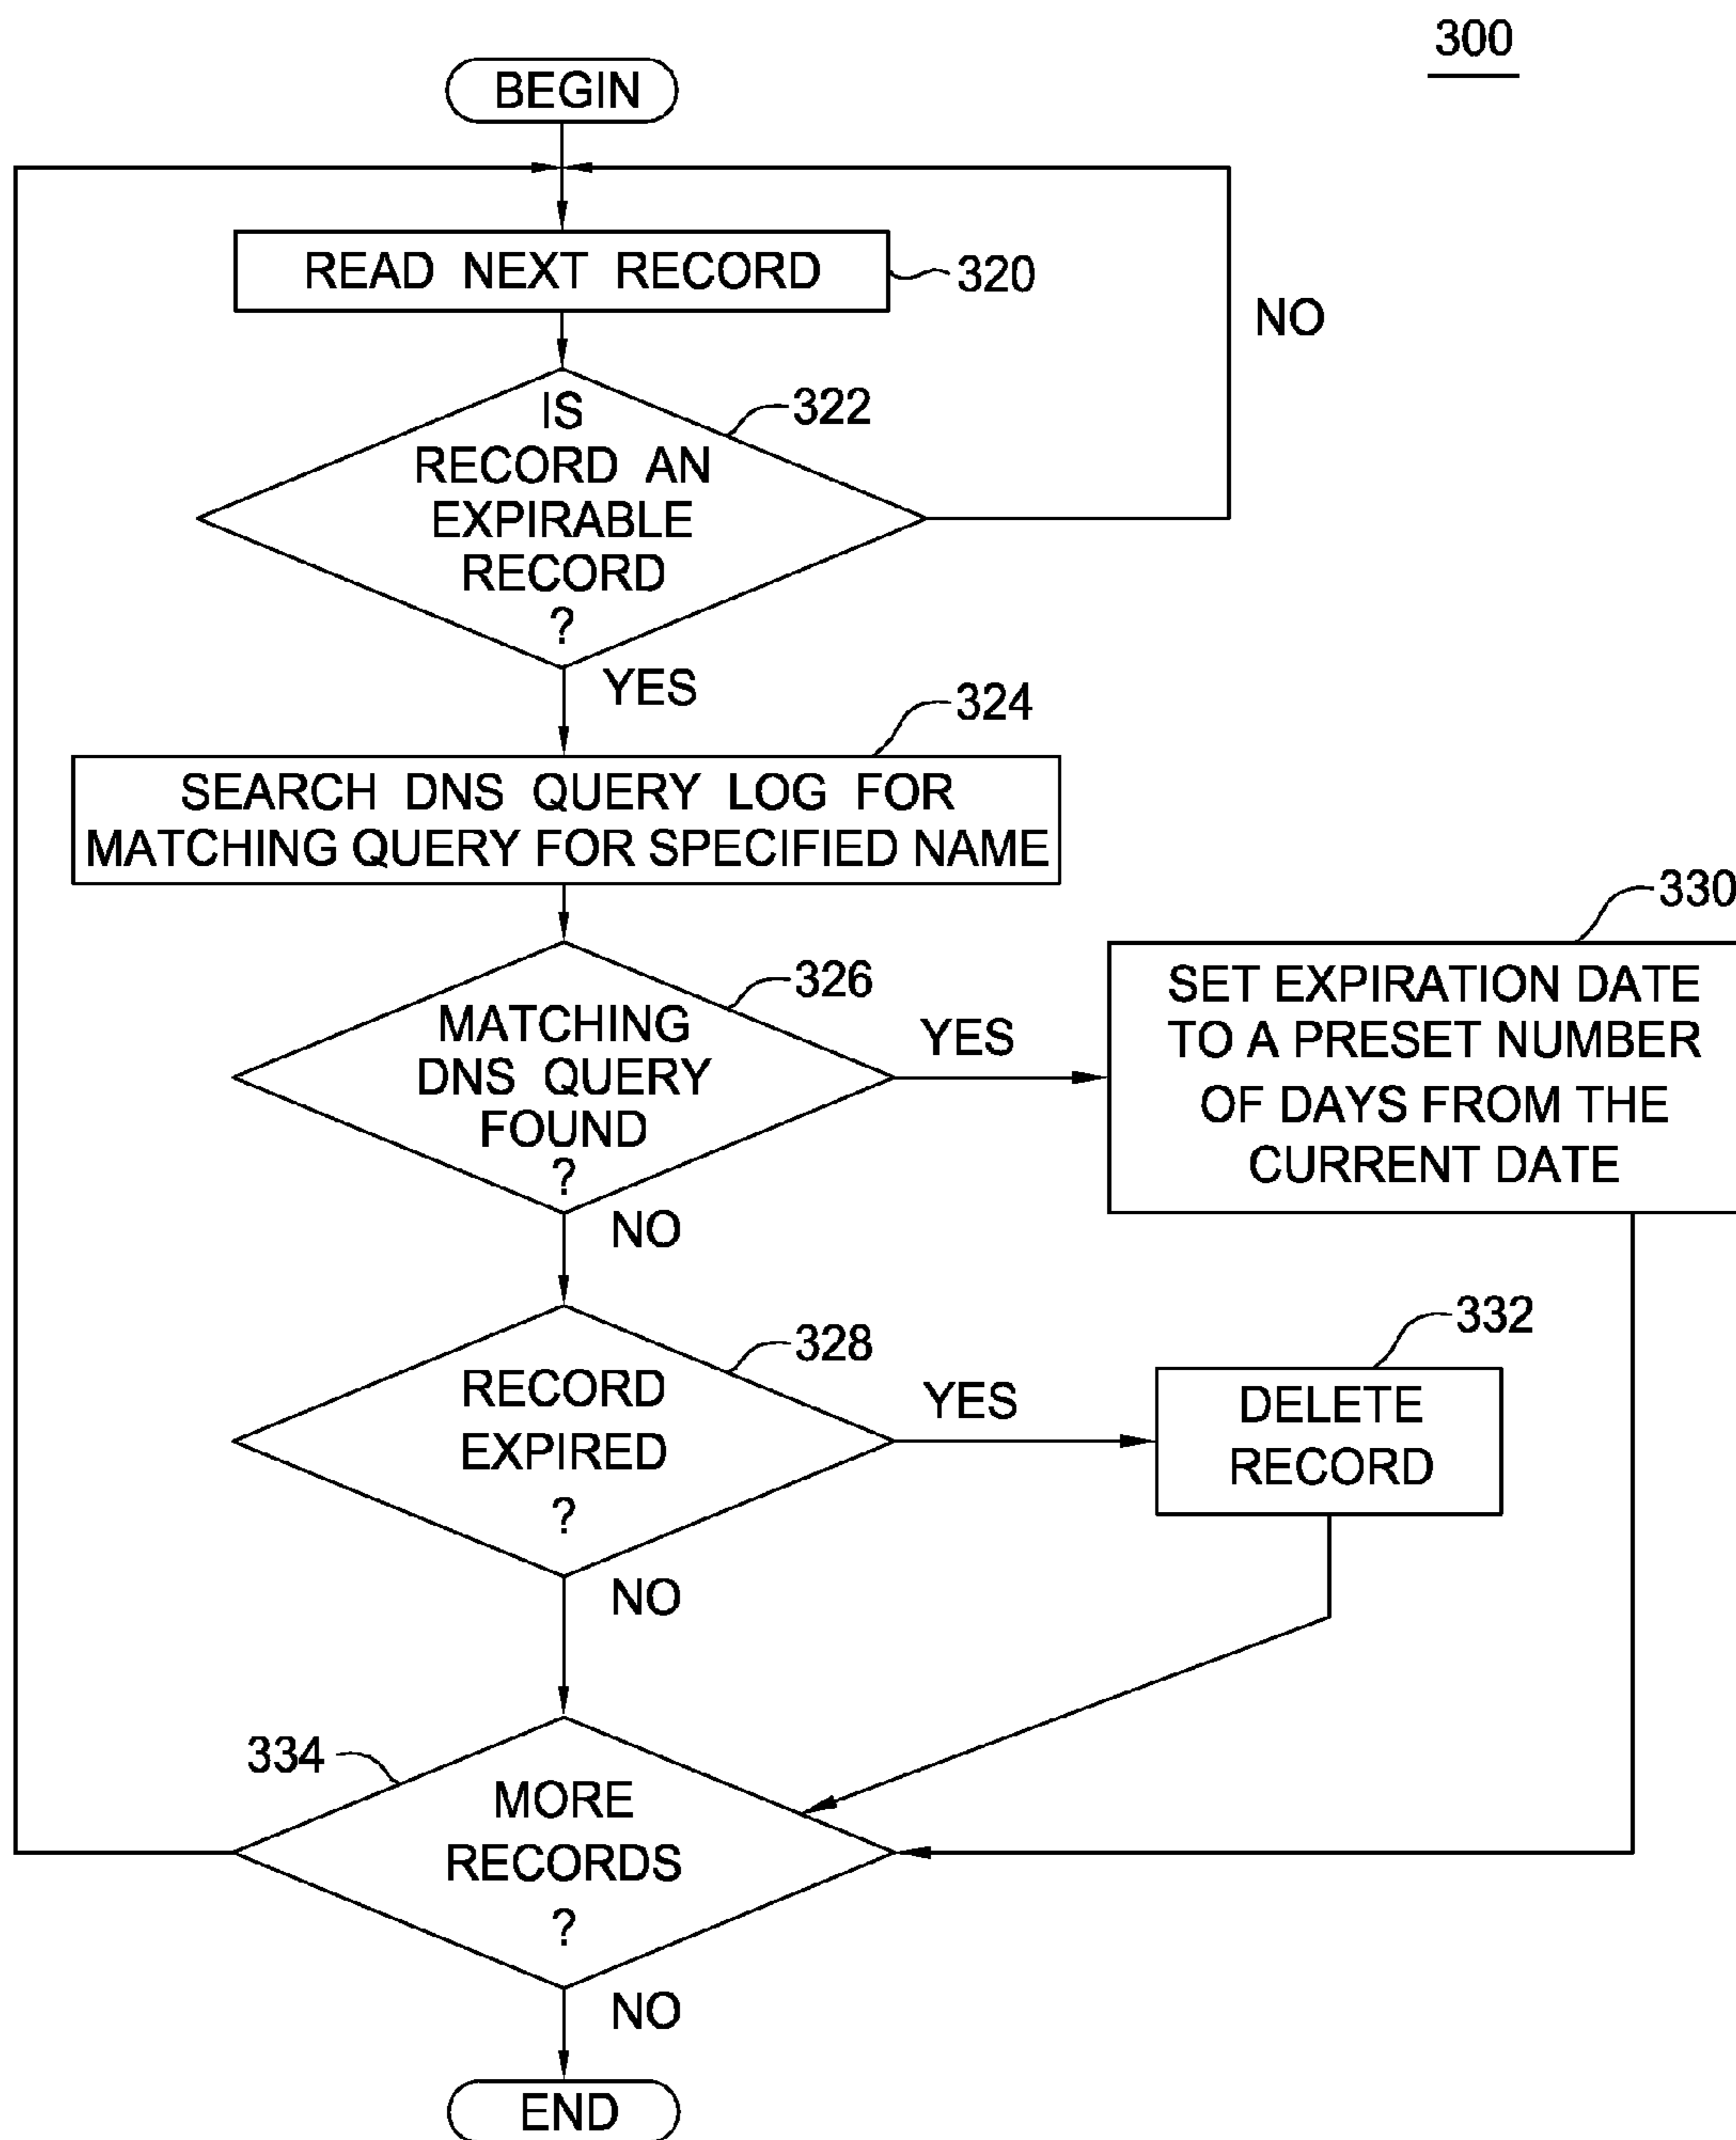 300
BEGIN
READ NEXT RECORD
320
NO
IS
RECORD AN
EXPIRABLE
RECORD
?
322
YES
324
SEARCH DNS QUERY LOG FOR
MATCHING QUERY FOR SPECIFIED NAME
326
MATCHING
DNS QUERY
FOUND
?
YES
330
SET EXPIRATION DATE
TO A PRESET NUMBER
OF DAYS FROM THE
CURRENT DATE
NO
328
RECORD
EXPIRED
?
YES
332
DELETE
RECORD
NO
334
MORE
RECORDS
?
NO
END